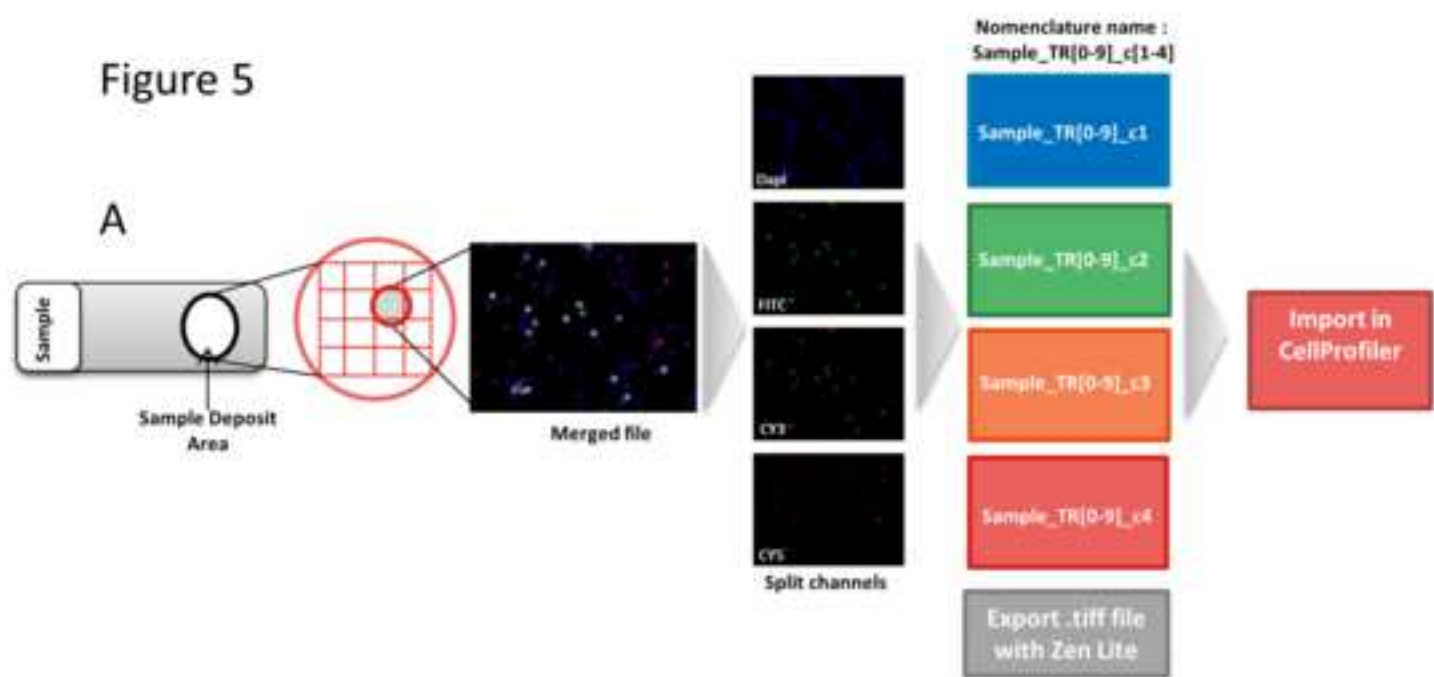 Figure 5
A
Sample
Sample Deposit
Area
Merged file
Dapi
FITC
CY3
CY5
Split channels
Nomenclature name :
Sample_TR[0-9]_c[1-4]
Sample_TR[0-9]_c1
Sample_TR[0-9]_c2
Sample_TR[0-9]_c3
Sample_TR[0-9]_c4
Export .tiff file
with Zen Lite
Import in
CellProfiler